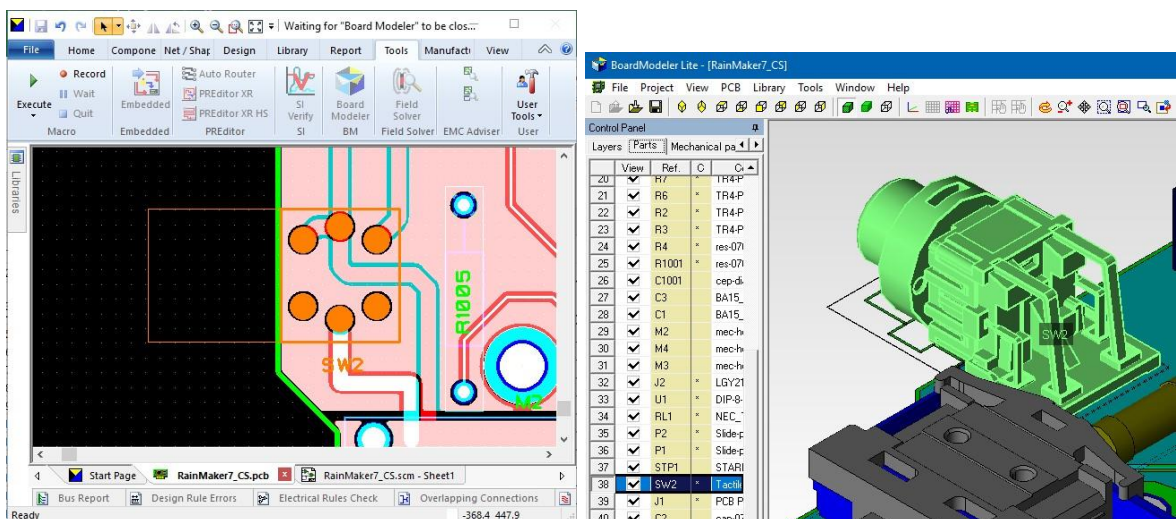 Waiting for "Board Modeler" to be clos...
File Home Compone Net / Shap Design Library Report Tools Manufacti View
Record
Wait
Quit
Execute
Macro
Embedded
Embedded
Auto Router
PREditor XR
PREditor XR HS
PREditor
SI Verify
SI
Board Modeler
BM
Field Solver
Field Solver
EMC Adviser
User Tools
User
Libraries
R1005
SW2
M2
Start Page RainMaker7_CS.pcb RainMaker7_CS.scm - Sheet1
Bus Report Design Rule Errors Electrical Rules Check Overlapping Connections
Ready -368.4 447.9
BoardModeler Lite - [RainMaker7_CS]
File Project View PCB Library Tools Window Help
Control Panel
Layers Parts Mechanical pa
View Ref. C
20 R7 * TR4-P
21 R6 * TR4-P
22 R2 * TR4-P
23 R3 * TR4-P
24 R4 * res-07
25 R1001 * res-07
26 C1001 cep-di
27 C3 BA15_
28 C1 BA15_
29 M2 mec-h
30 M4 mec-h
31 M3 mec-h
32 J2 * LGY21
33 U1 * DIP-8-
34 RL1 * NEC_
35 P2 * Slide-p
36 P1 * Slide-p
37 STP1 STARI
38 SW2 * Tactil
39 J1 * PCB P
40 C2 cap-07
SW2